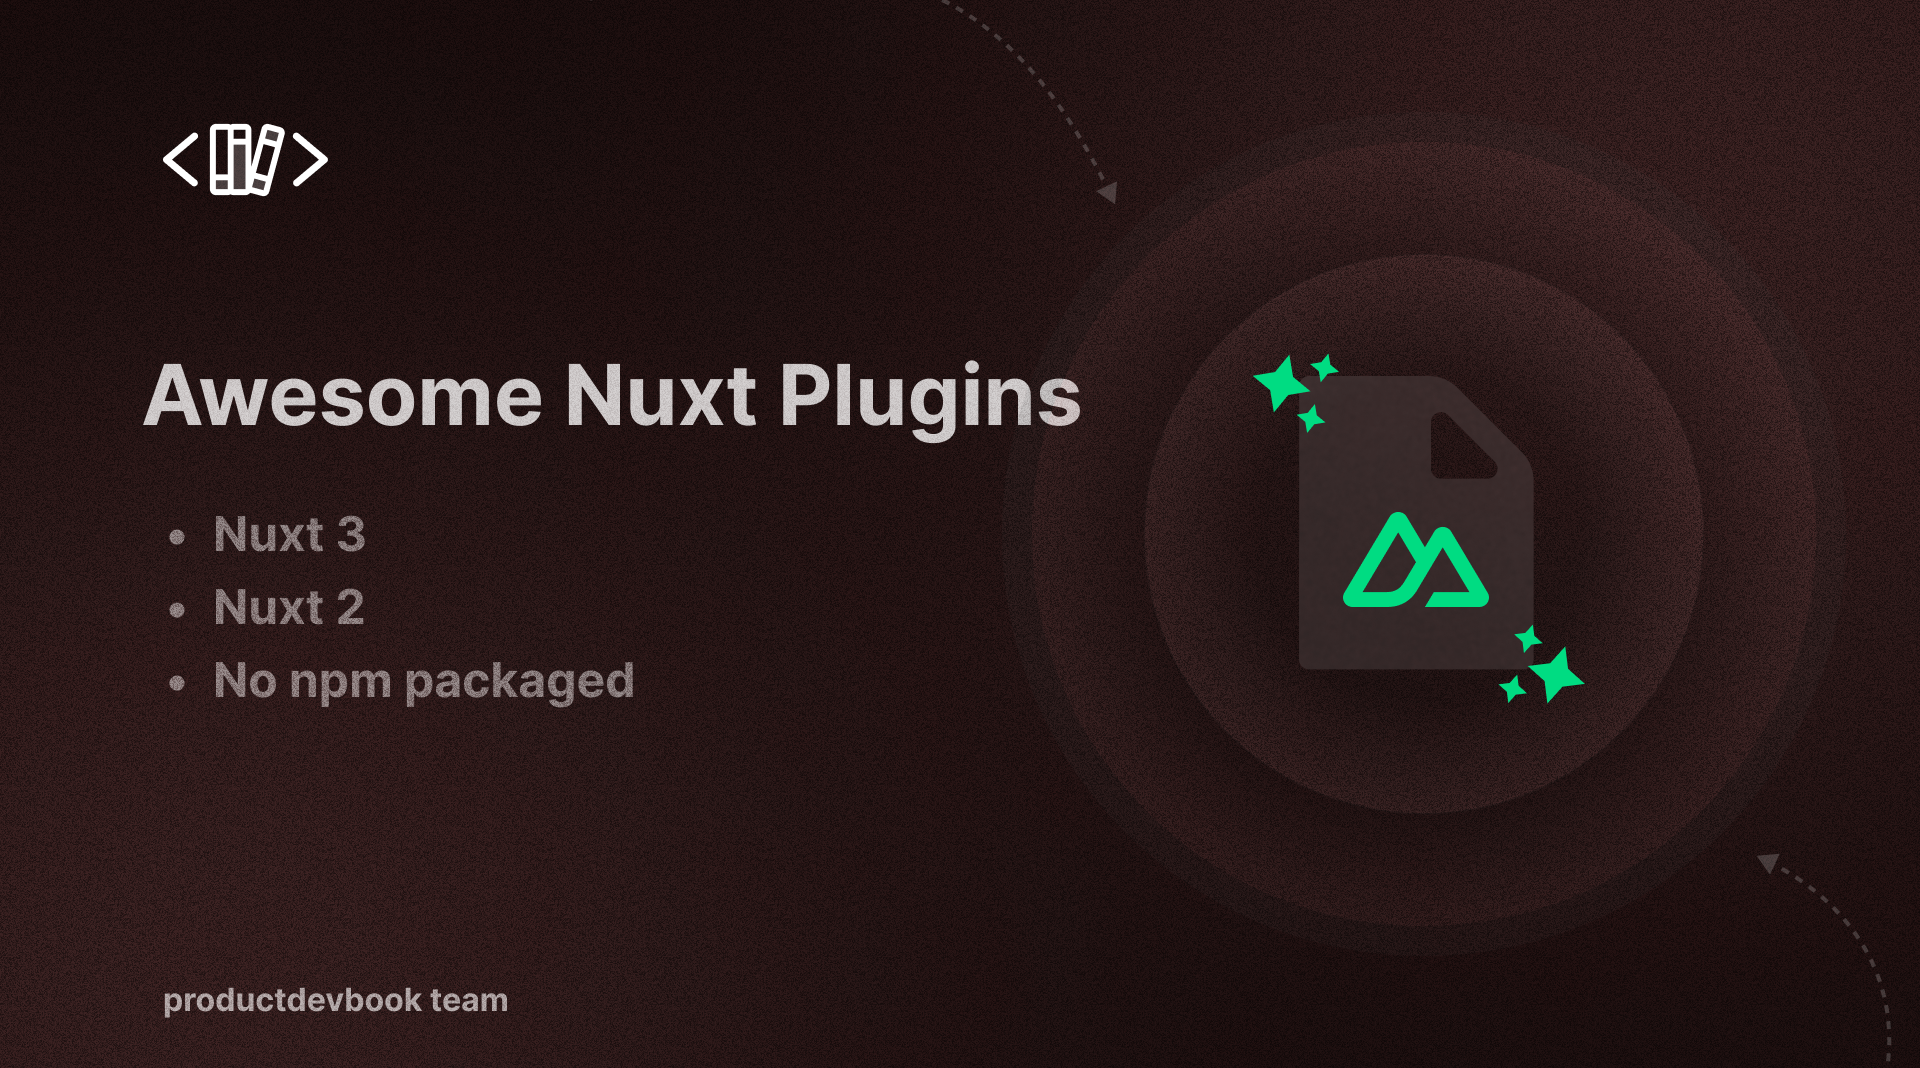 Awesome Nuxt Plugins
• Nuxt 3
• Nuxt 2
• No npm packaged
productdevbook team